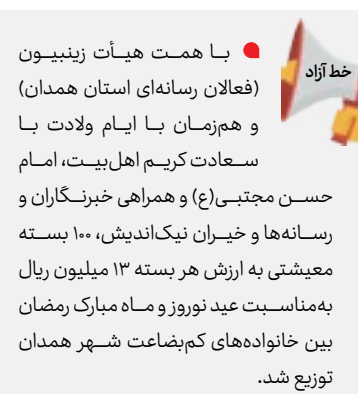 خط آزاد
با همت هیأت زینبیون
(فعالان رسانه‌ای استان همدان)
و هم‌زمان با ایام ولادت با
سعادت کریم اهل‌بیت، امام
حسن مجتبی(ع) و همراهی خبرنگاران و
رسانه‌ها و خیران نیک‌اندیش، ۱۰۰ بسته
معیشتی به ارزش هر بسته ۱۳ میلیون ریال
به‌مناسبت عید نوروز و ماه مبارک رمضان
بین خانواده‌های کم‌بضاعت شهر همدان
توزیع شد.